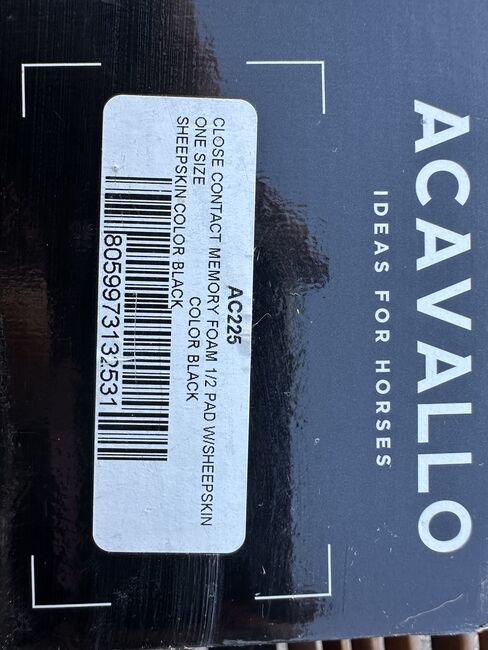 ACAVALLO
IDEAS FOR HORSES
AC225
CLOSE CONTACT MEMORY FOAM 1/2 PAD W/SHEEPSKIN
ONE SIZE COLOR BLACK
SHEEPSKIN COLOR BLACK
8059973132531